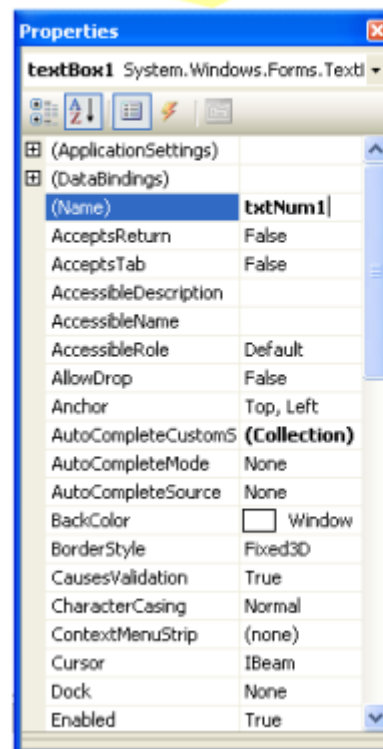 Properties
textBox1 System.Windows.Forms.Textl
(ApplicationSettings)
(DataBindings)
(Name) txtNum1
AcceptsReturn False
AcceptsTab False
AccessibleDescription
AccessibleName
AccessibleRole Default
AllowDrop False
Anchor Top, Left
AutoCompleteCustomS (Collection)
AutoCompleteMode None
AutoCompleteSource None
BackColor Window
BorderStyle Fixed3D
CausesValidation True
CharacterCasing Normal
ContextMenuStrip (none)
Cursor IBeam
Dock None
Enabled True